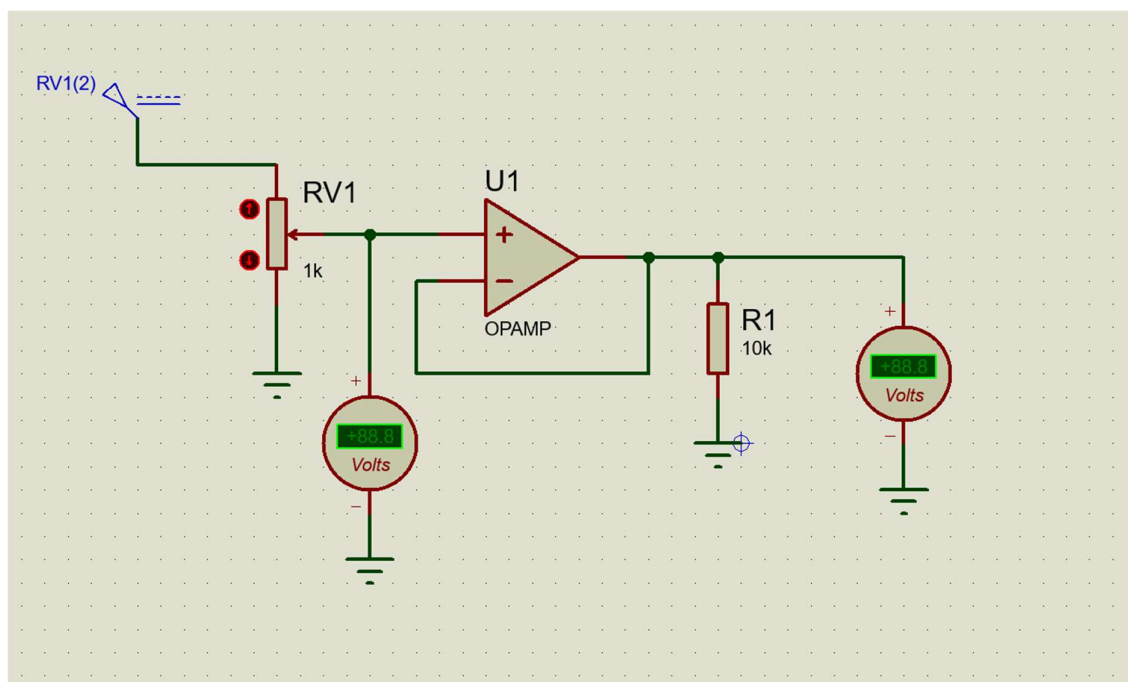 RV1(2)
RV1
1k
U1
+
−
OPAMP
R1
10k
+
+88.8
Volts
−
+
+88.8
Volts
−